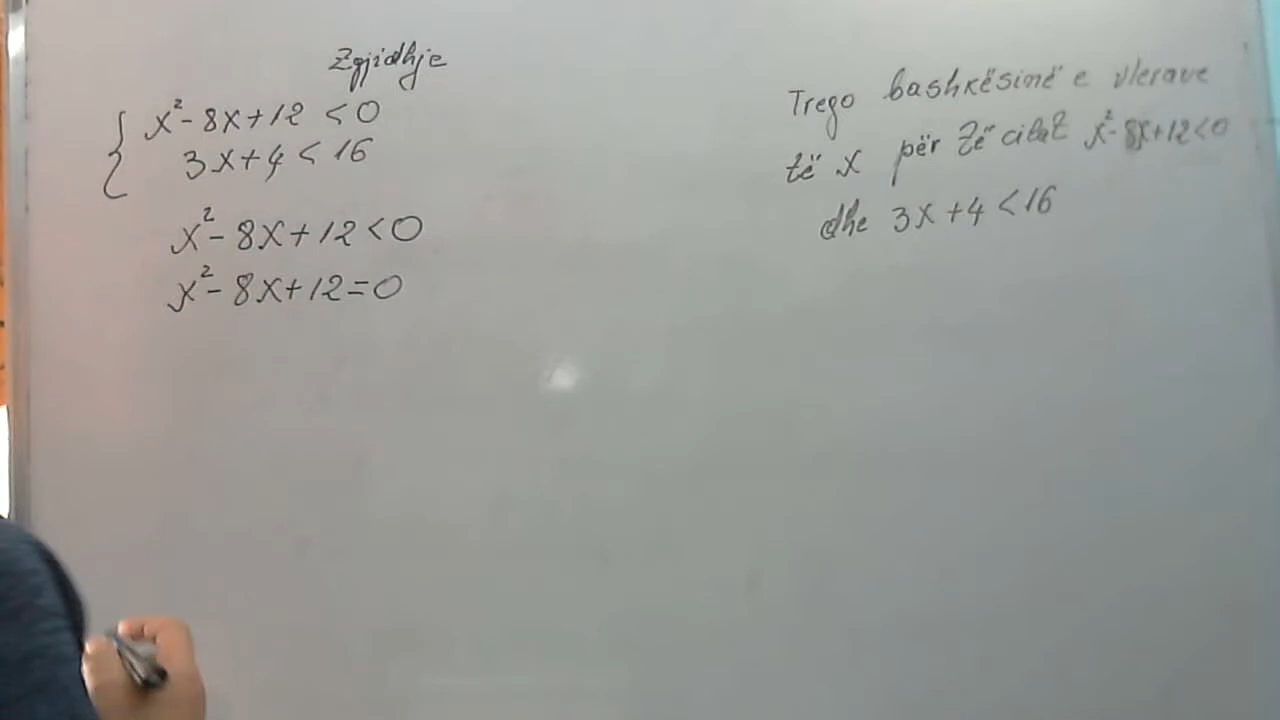 Zgjidhje
x²-8x+12<0
3x+4<16
x²-8x+12<0
x²-8x+12=0
Trego bashkësinë e vlerave
të x për të cilat x²-8x+12<0
dhe 3x+4<16